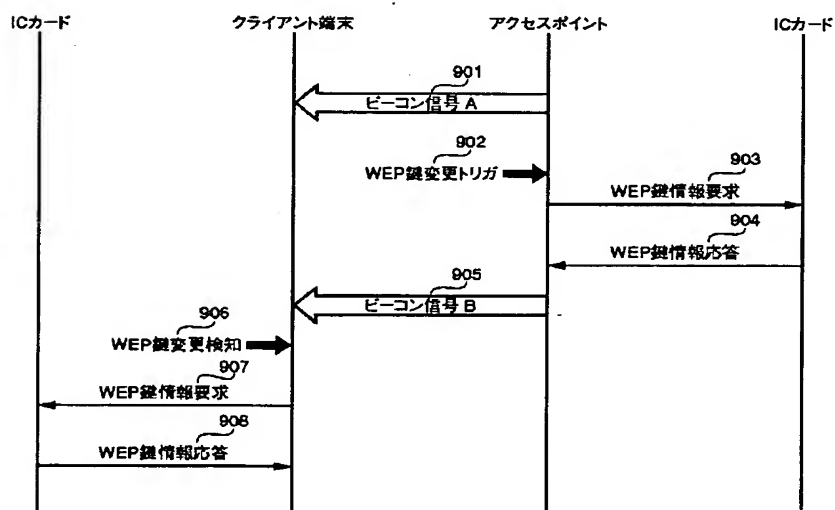 ICカード
クライアント端末
アクセスポイント
ICカード
901
ビーコン信号 A
902
WEP鍵変更トリガ
903
WEP鍵情報要求
904
WEP鍵情報応答
905
ビーコン信号 B
906
WEP鍵変更検知
907
WEP鍵情報要求
908
WEP鍵情報応答